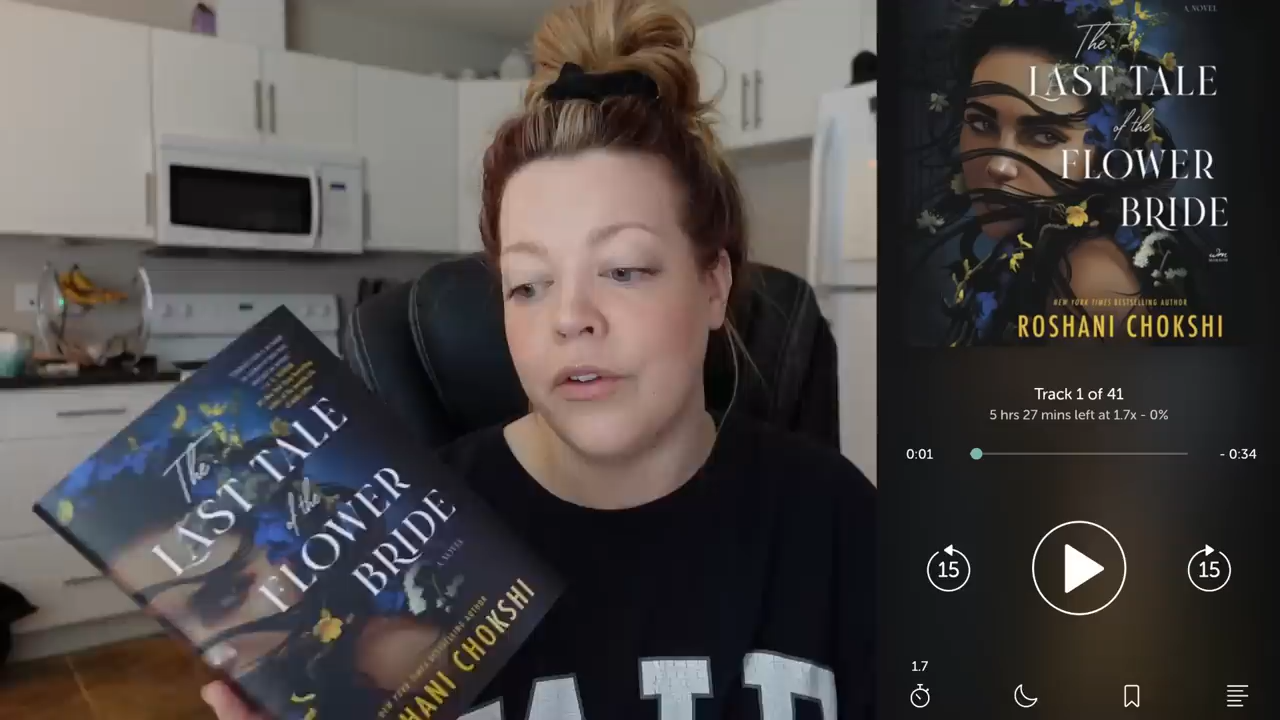 The
LAST TALE
of the
FLOWER
BRIDE
A NOVEL
NEW YORK TIMES BESTSELLING AUTHOR
SHANI CHOKSHI
A NOVEL
The
LAST TALE
of the
FLOWER
BRIDE
NEW YORK TIMES BESTSELLING AUTHOR
ROSHANI CHOKSHI
Track 1 of 41
5 hrs 27 mins left at 1.7x - 0%
0:01
- 0:34
15
15
1.7